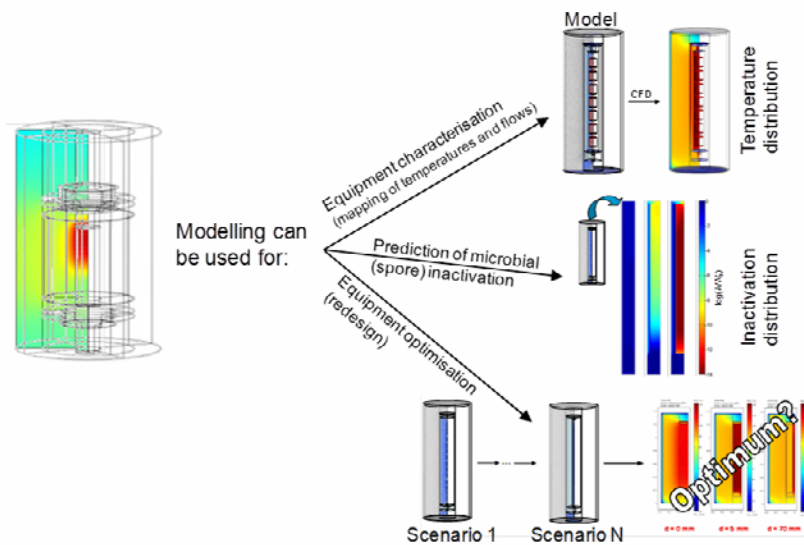 Model
CFD
Temperature
distribution
Equipment characterisation
(mapping of temperatures and flows)
Modelling can
be used for:
Prediction of microbial
(spore) inactivation
Inactivation
distribution
Equipment optimisation
(redesign)
Optimum?
d = 0 mm
d = 5 mm
d = 70 mm
Scenario 1
...
Scenario N